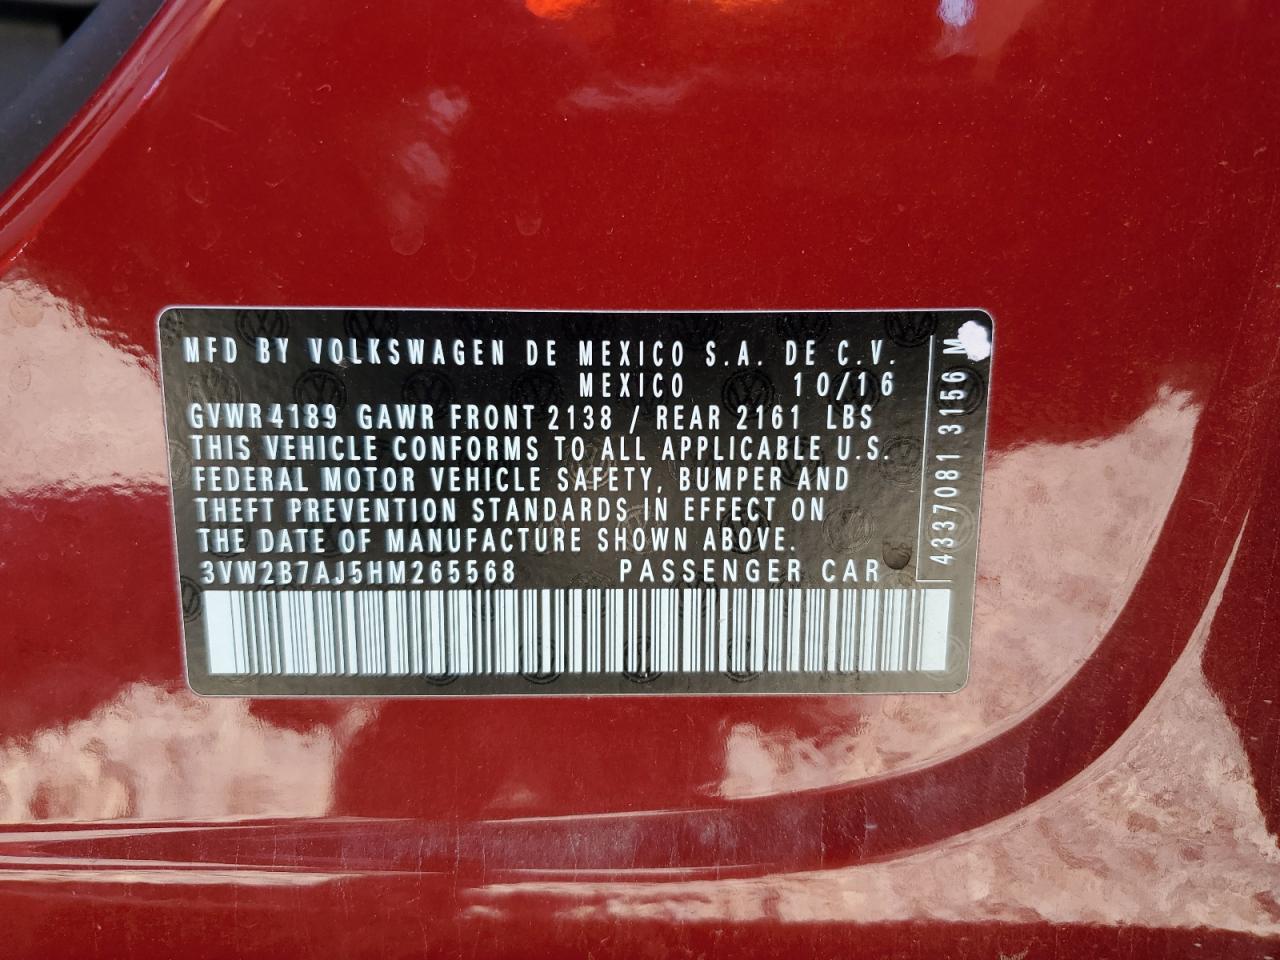 MFD BY VOLKSWAGEN DE MEXICO S.A. DE C.V.
MEXICO 10/16
GVWR 4189 GAWR FRONT 2138 / REAR 2161 LBS
THIS VEHICLE CONFORMS TO ALL APPLICABLE U.S.
FEDERAL MOTOR VEHICLE SAFETY, BUMPER AND
THEFT PREVENTION STANDARDS IN EFFECT ON
THE DATE OF MANUFACTURE SHOWN ABOVE.
3VW2B7AJ5HM265568 PASSENGER CAR
4337081 3156 M